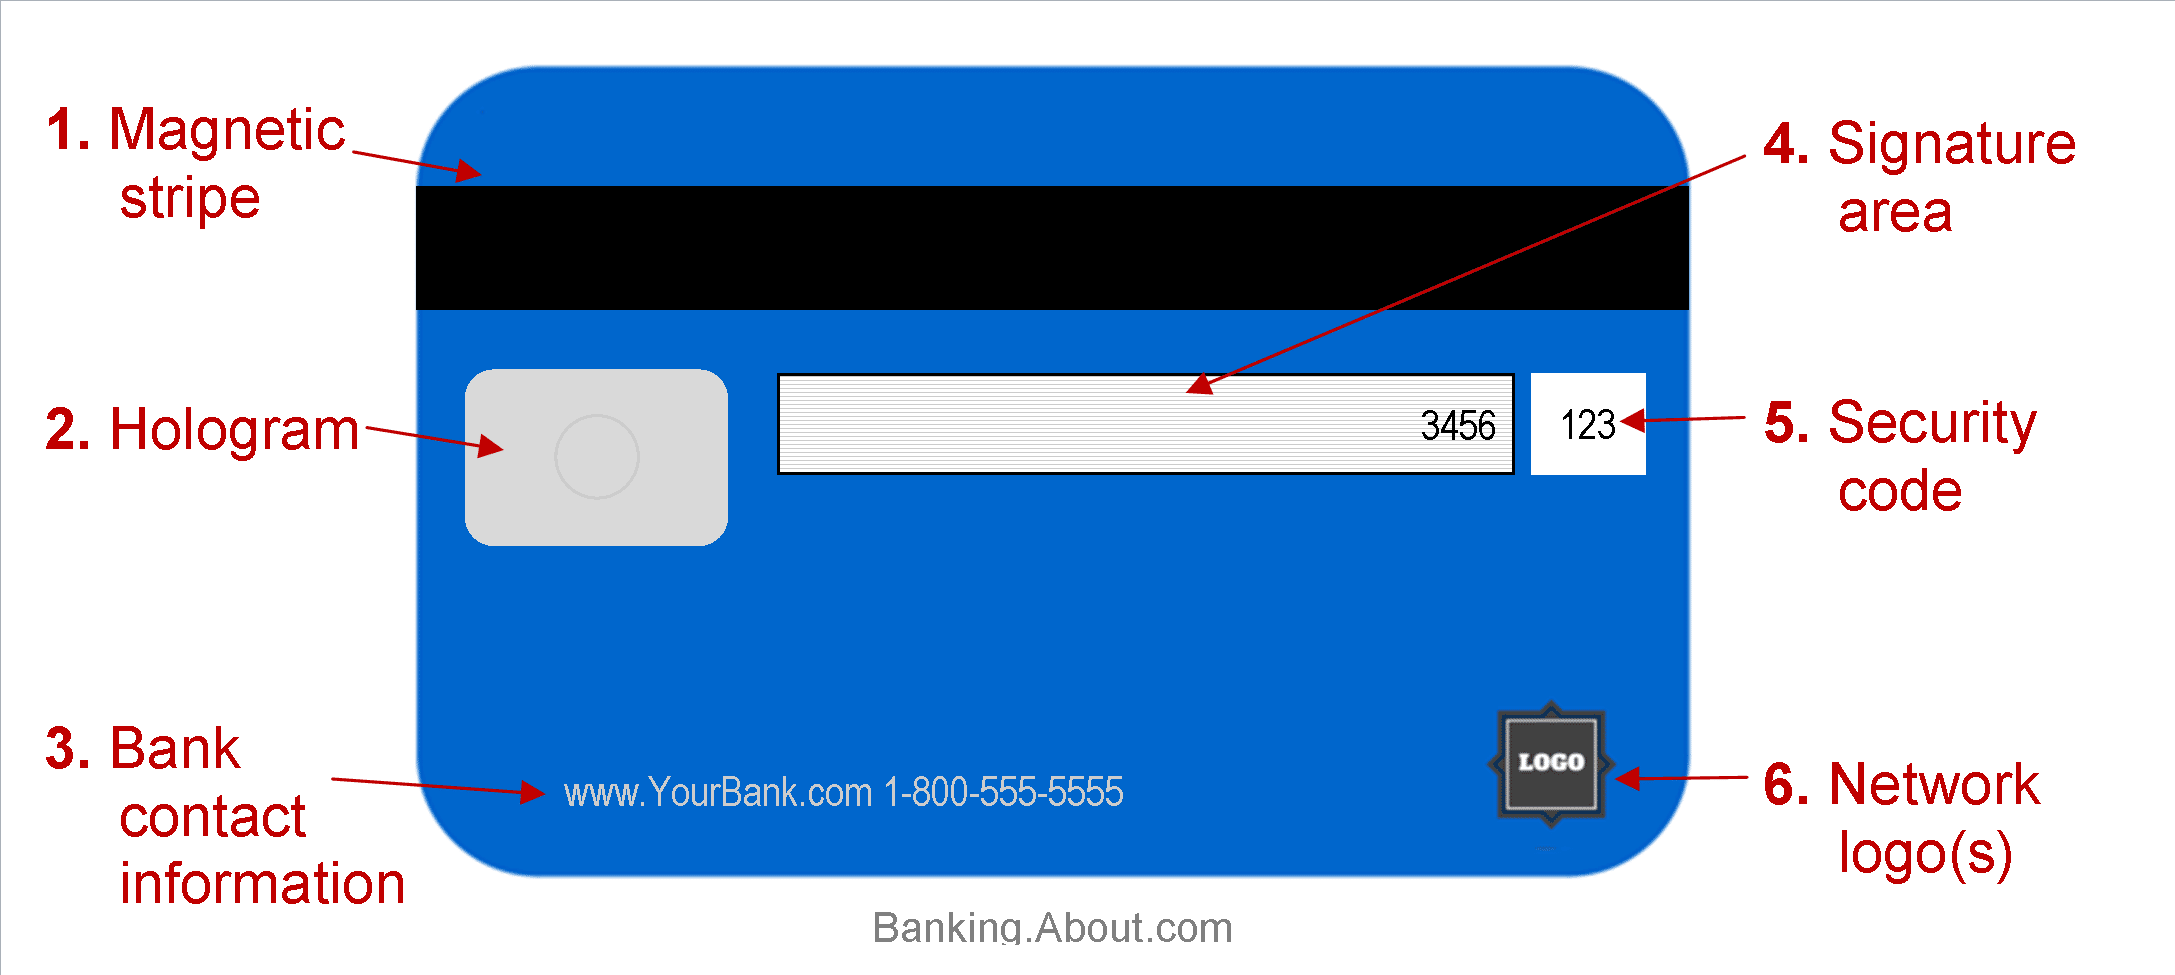 1. Magnetic
stripe
2. Hologram
3. Bank
contact
information
4. Signature
area
3456
123
5. Security
code
www.YourBank.com 1-800-555-5555
LOGO
6. Network
logo(s)
Banking.About.com